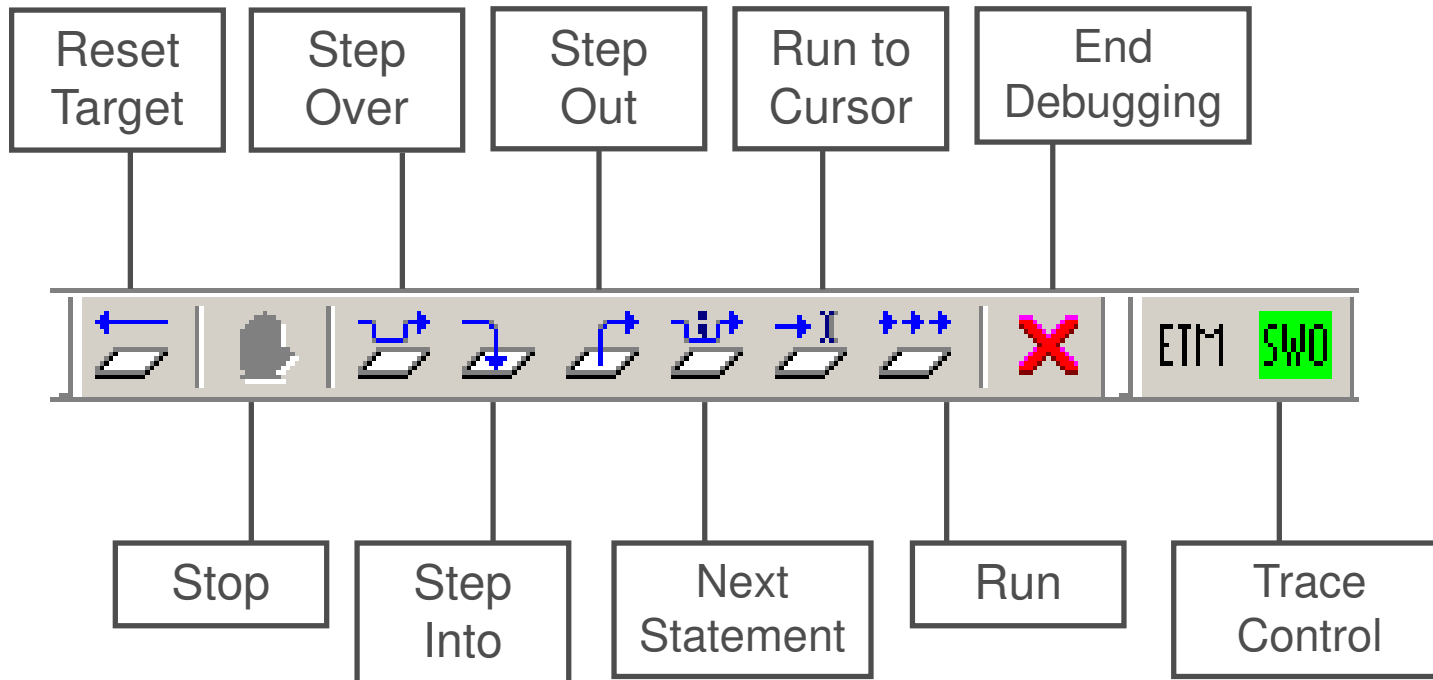 Reset
Target
Step
Over
Step
Out
Run to
Cursor
End
Debugging
ETM
SWO
Stop
Step
Into
Next
Statement
Run
Trace
Control